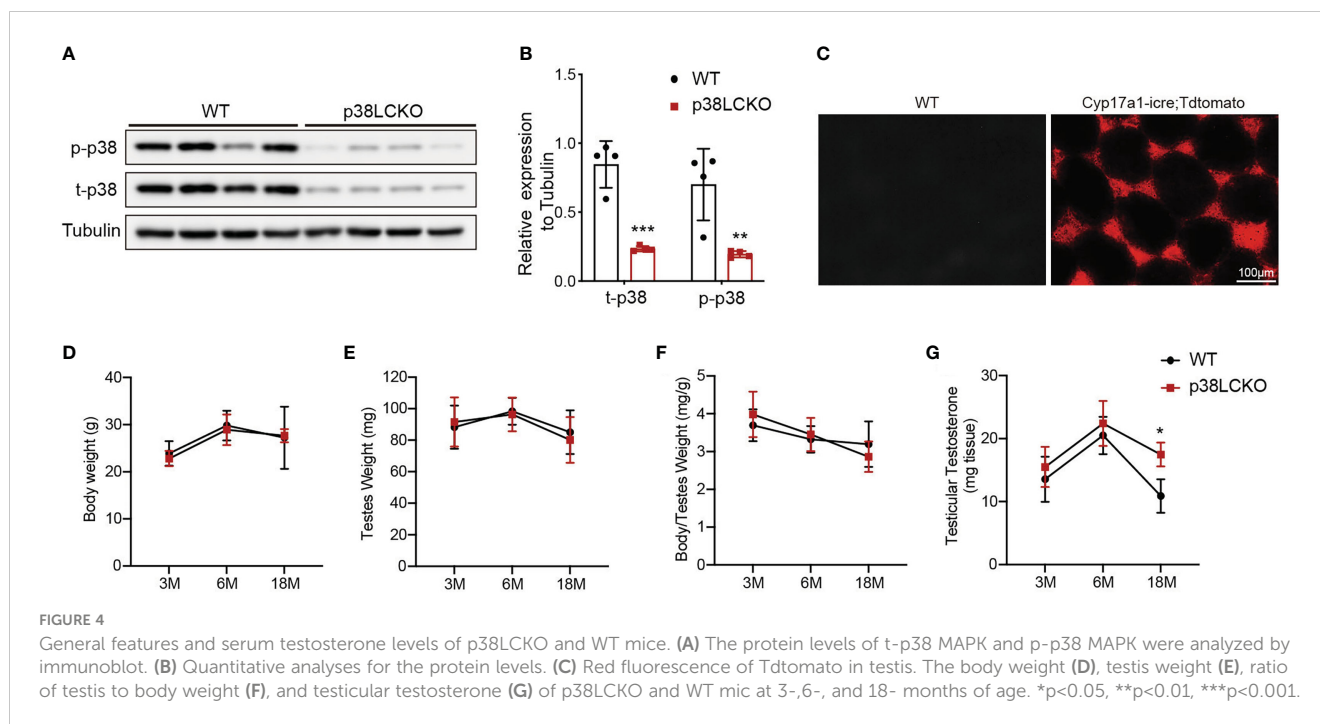 A
WT
p38LCKO
p-p38
t-p38
Tubulin
B
Relative expression
to Tubulin
1.5
1.0
0.5
0.0
WT
p38LCKO
***
**
t-p38
p-p38
C
WT
Cyp17a1-icre;Tdtomato
100μm
D
Body weight (g)
40
30
20
10
0
3M
6M
18M
E
Testes Weight (mg)
120
100
80
60
40
20
0
3M
6M
18M
F
Body/Testes Weight (mg/g)
5
4
3
2
1
0
3M
6M
18M
G
Testicular Testosterone
(mg tissue)
30
20
10
0
WT
p38LCKO
*
3M
6M
18M
FIGURE 4
General features and serum testosterone levels of p38LCKO and WT mice. (A) The protein levels of t-p38 MAPK and p-p38 MAPK were analyzed by
immunoblot. (B) Quantitative analyses for the protein levels. (C) Red fluorescence of Tdtomato in testis. The body weight (D), testis weight (E), ratio
of testis to body weight (F), and testicular testosterone (G) of p38LCKO and WT mic at 3-,6-, and 18- months of age. *p<0.05, **p<0.01, ***p<0.001.